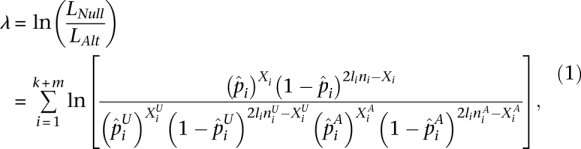 λ = ln(L_Null / L_Alt)
= ∑_{i=1}^{k+m} ln[ (p̂_i)^{X_i} (1 − p̂_i)^{2l_i n_i − X_i} / ( (p̂_i^U)^{X_i^U} (1 − p̂_i^U)^{2l_i n_i^U − X_i^U} (p̂_i^A)^{X_i^A} (1 − p̂_i^A)^{2l_i n_i^A − X_i^A} ) ], (1)